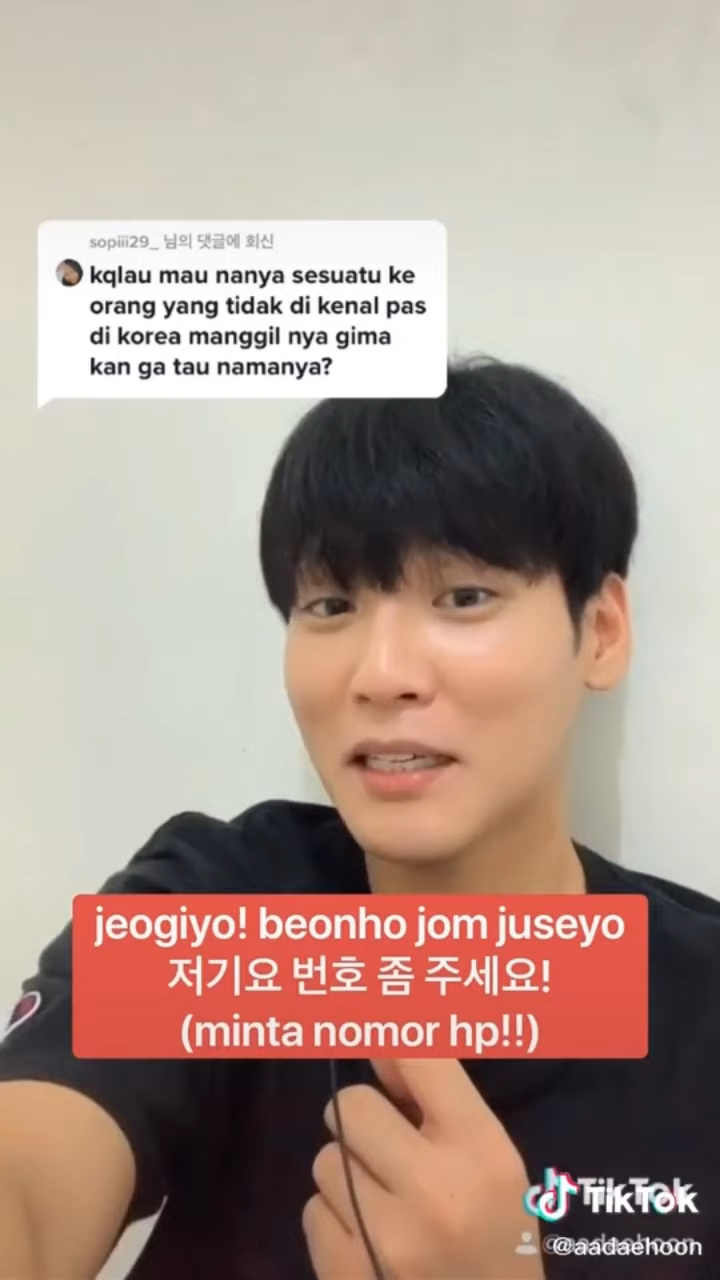 sopiii29_ 님의 댓글에 회신
kqlau mau nanya sesuatu ke
orang yang tidak di kenal pas
di korea manggil nya gima
kan ga tau namanya?
jeogiyo! beonho jom juseyo
저기요 번호 좀 주세요!
(minta nomor hp!!)
TikTok
@aadaehoon